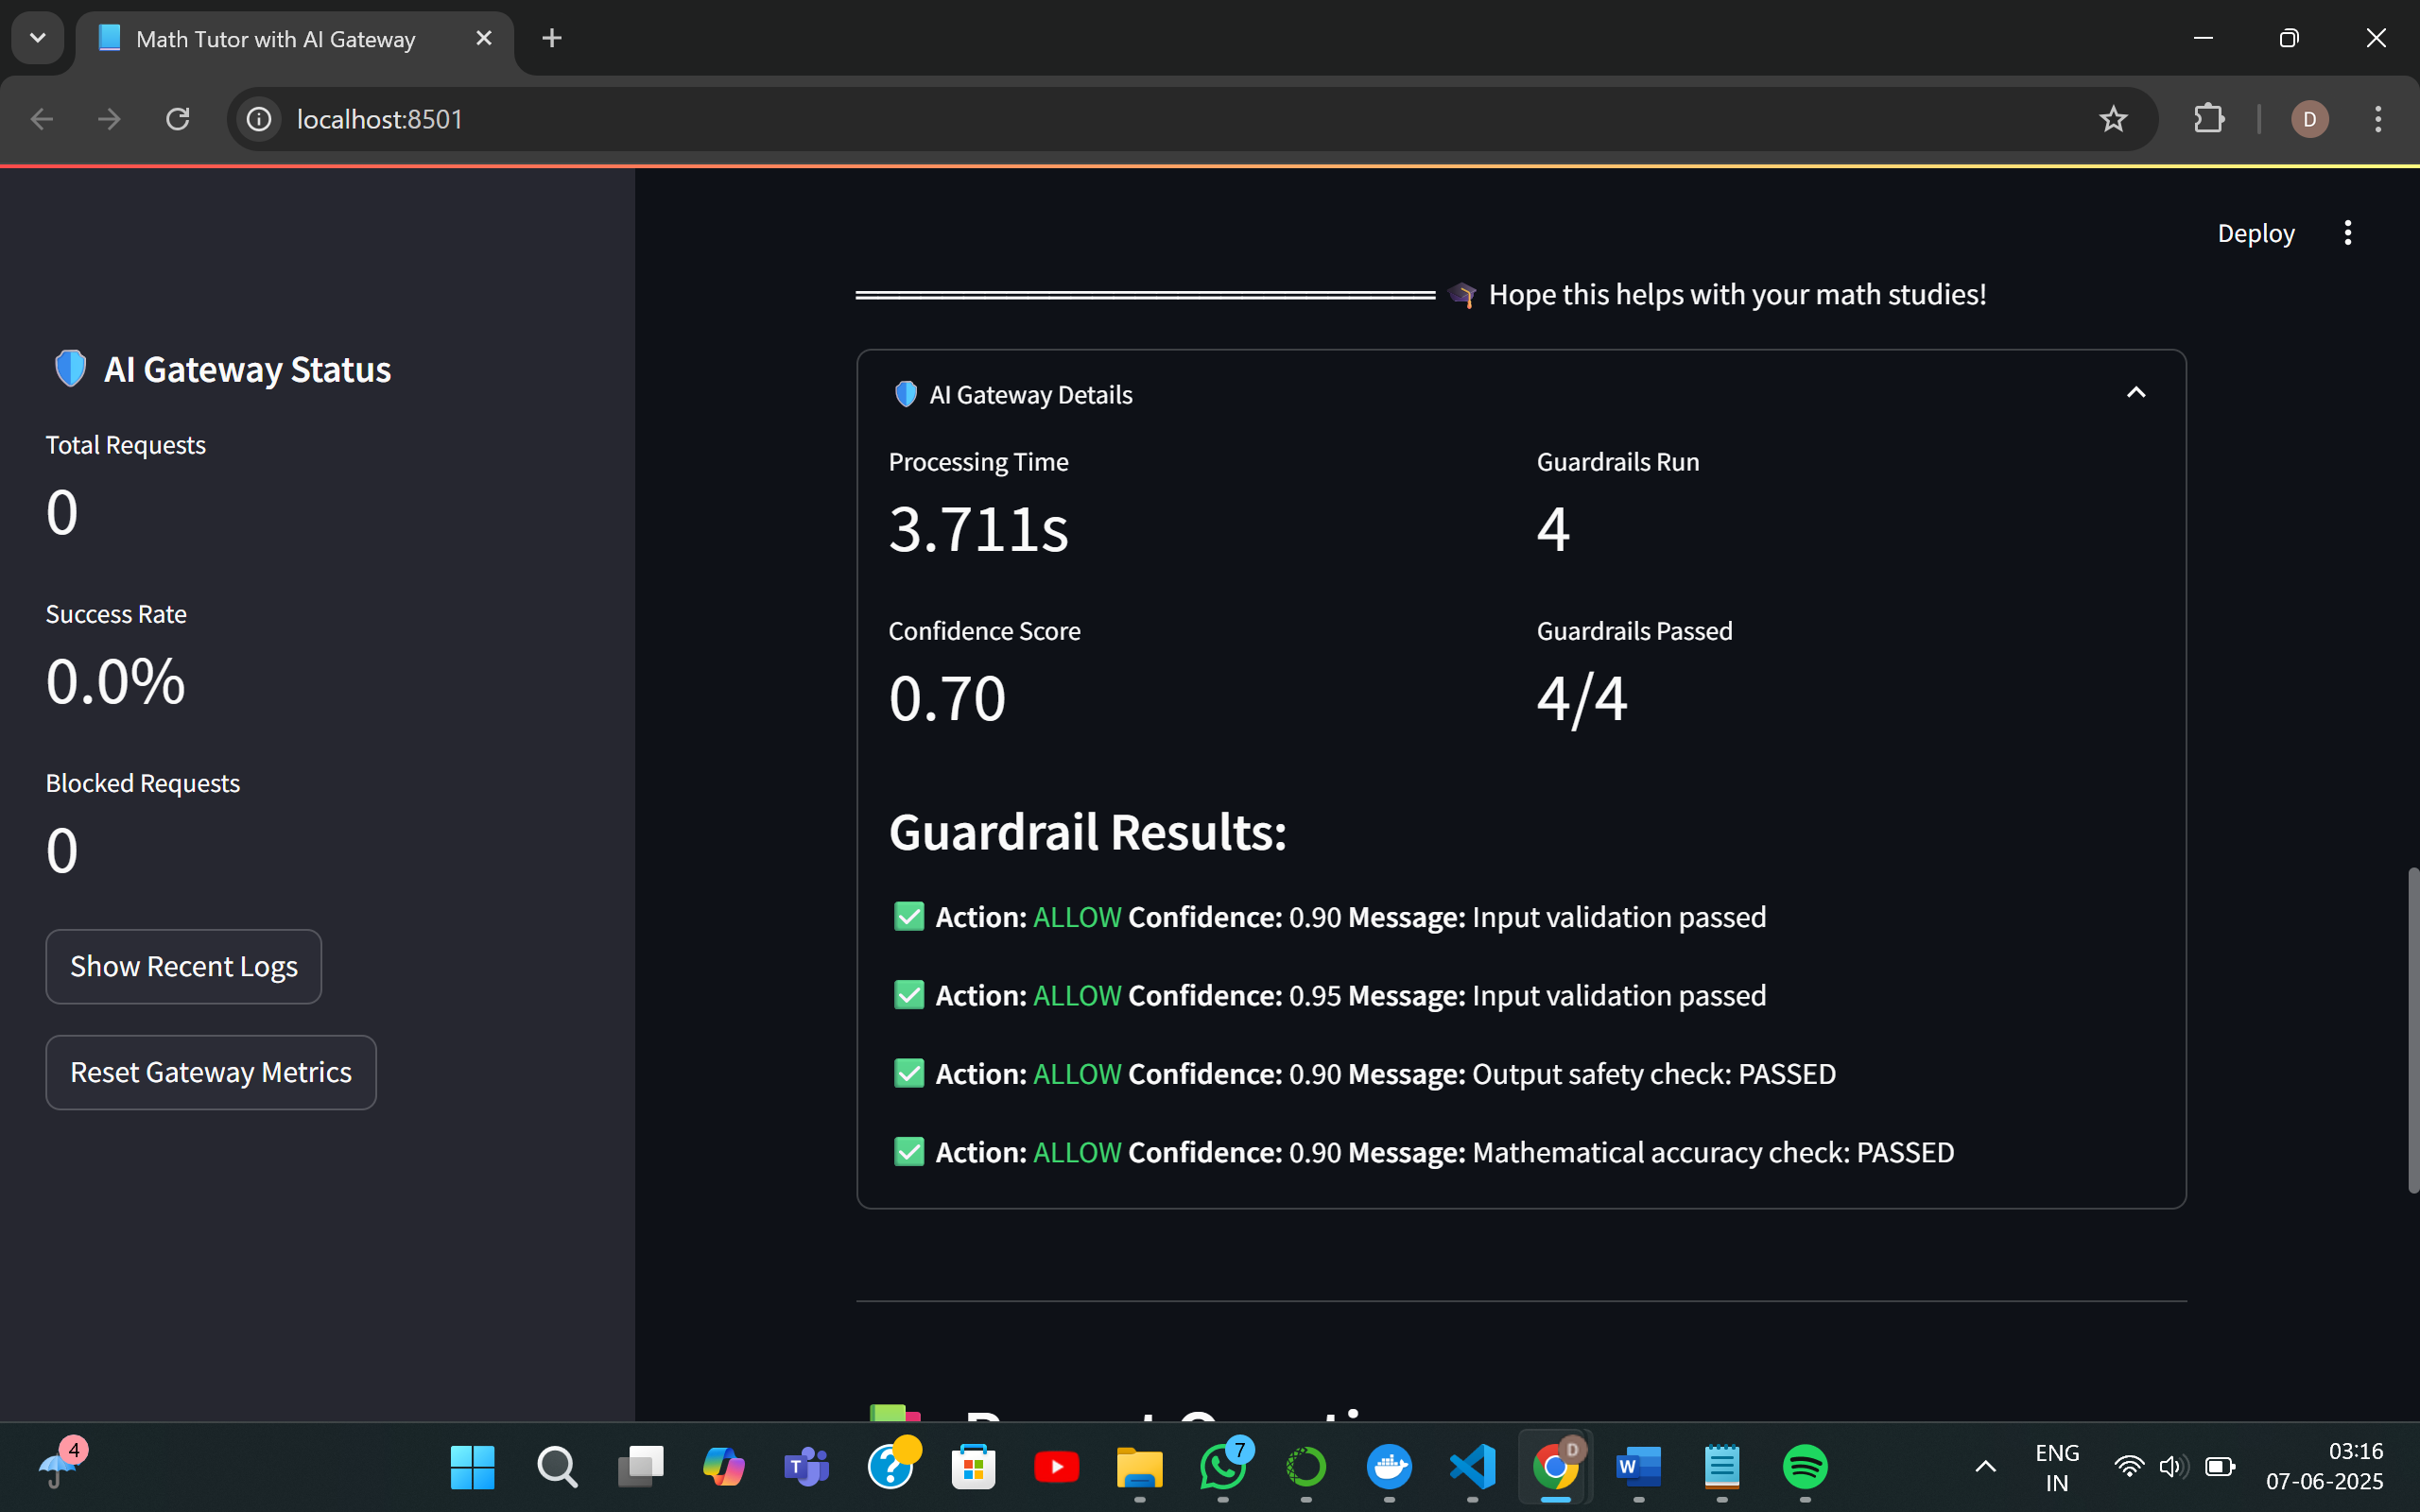 Math Tutor with AI Gateway
localhost:8501
D
Deploy
🎓 Hope this helps with your math studies!
AI Gateway Status
Total Requests
0
Success Rate
0.0%
Blocked Requests
0
Show Recent Logs
Reset Gateway Metrics
AI Gateway Details
Processing Time
3.711s
Guardrails Run
4
Confidence Score
0.70
Guardrails Passed
4/4
Guardrail Results:
✅ Action: ALLOW Confidence: 0.90 Message: Input validation passed
✅ Action: ALLOW Confidence: 0.95 Message: Input validation passed
✅ Action: ALLOW Confidence: 0.90 Message: Output safety check: PASSED
✅ Action: ALLOW Confidence: 0.90 Message: Mathematical accuracy check: PASSED
4
T
7
D
W
ENG
IN
03:16
07-06-2025